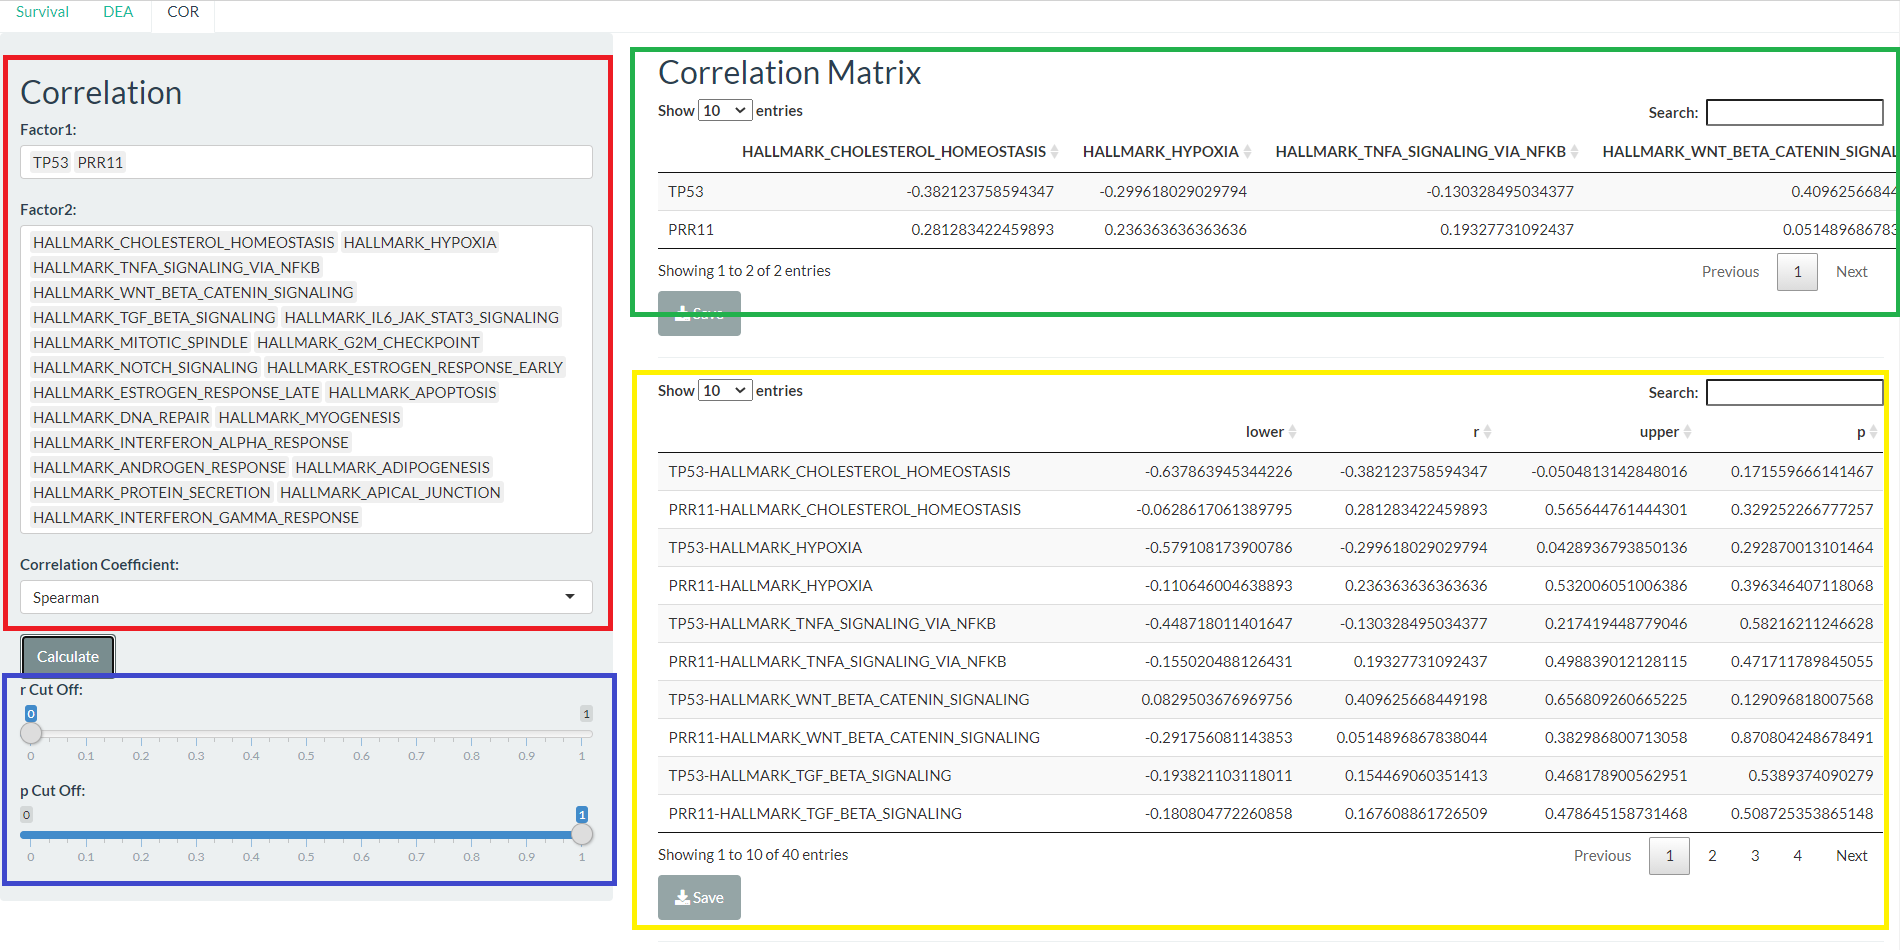 Survival DEA COR
Correlation
Factor1:
TP53 PRR11
Factor2:
HALLMARK_CHOLESTEROL_HOMEOSTASIS HALLMARK_HYPOXIA
HALLMARK_TNFA_SIGNALING_VIA_NFKB
HALLMARK_WNT_BETA_CATENIN_SIGNALING
HALLMARK_TGF_BETA_SIGNALING HALLMARK_IL6_JAK_STAT3_SIGNALING
HALLMARK_MITOTIC_SPINDLE HALLMARK_G2M_CHECKPOINT
HALLMARK_NOTCH_SIGNALING HALLMARK_ESTROGEN_RESPONSE_EARLY
HALLMARK_ESTROGEN_RESPONSE_LATE HALLMARK_APOPTOSIS
HALLMARK_DNA_REPAIR HALLMARK_MYOGENESIS
HALLMARK_INTERFERON_ALPHA_RESPONSE
HALLMARK_ANDROGEN_RESPONSE HALLMARK_ADIPOGENESIS
HALLMARK_PROTEIN_SECRETION HALLMARK_APICAL_JUNCTION
HALLMARK_INTERFERON_GAMMA_RESPONSE
Correlation Coefficient:
Spearman
Calculate
r Cut Off:
0 1
0 0.1 0.2 0.3 0.4 0.5 0.6 0.7 0.8 0.9 1
p Cut Off:
0 1
0 0.1 0.2 0.3 0.4 0.5 0.6 0.7 0.8 0.9 1
Correlation Matrix
Show 10 entries Search:
HALLMARK_CHOLESTEROL_HOMEOSTASIS HALLMARK_HYPOXIA HALLMARK_TNFA_SIGNALING_VIA_NFKB HALLMARK_WNT_BETA_CATENIN_SIGNAL
TP53 -0.382123758594347 -0.299618029029794 -0.130328495034377 0.40962566844
PRR11 0.281283422459893 0.236363636363636 0.19327731092437 0.051489686783
Showing 1 to 2 of 2 entries Previous 1 Next
Save
Show 10 entries Search:
lower r upper p
TP53-HALLMARK_CHOLESTEROL_HOMEOSTASIS -0.637863945344226 -0.382123758594347 -0.0504813142848016 0.171559666141467
PRR11-HALLMARK_CHOLESTEROL_HOMEOSTASIS -0.0628617061389795 0.281283422459893 0.565644761444301 0.329252266777257
TP53-HALLMARK_HYPOXIA -0.579108173900786 -0.299618029029794 0.0428936793850136 0.292870013101464
PRR11-HALLMARK_HYPOXIA -0.110646004638893 0.236363636363636 0.532006051006386 0.396346407118068
TP53-HALLMARK_TNFA_SIGNALING_VIA_NFKB -0.448718011401647 -0.130328495034377 0.217419448779046 0.58216211246628
PRR11-HALLMARK_TNFA_SIGNALING_VIA_NFKB -0.155020488126431 0.19327731092437 0.498839012128115 0.471711789845055
TP53-HALLMARK_WNT_BETA_CATENIN_SIGNALING 0.0829503676969756 0.409625668449198 0.656809260665225 0.129096818007568
PRR11-HALLMARK_WNT_BETA_CATENIN_SIGNALING -0.291756081143853 0.0514896867838044 0.382986800713058 0.870804248678491
TP53-HALLMARK_TGF_BETA_SIGNALING -0.193821103118011 0.154469060351413 0.468178900562951 0.5389374090279
PRR11-HALLMARK_TGF_BETA_SIGNALING -0.180804772260858 0.167608861726509 0.478645158731468 0.508725353865148
Showing 1 to 10 of 40 entries Previous 1 2 3 4 Next
Save